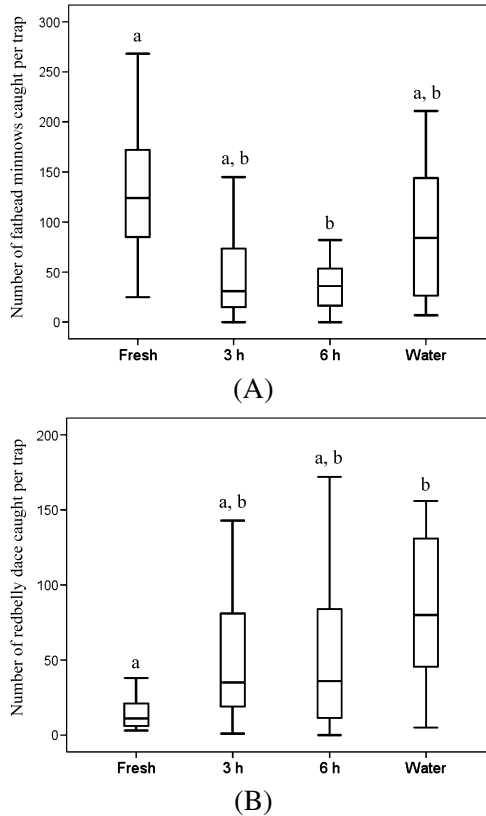 Number of fathead minnows caught per trap
300
250
200
150
100
50
0
a
a, b
b
a, b
Fresh 3 h 6 h Water
(A)
Number of redbelly dace caught per trap
200
150
100
50
0
a
a, b
a, b
b
Fresh 3 h 6 h Water
(B)